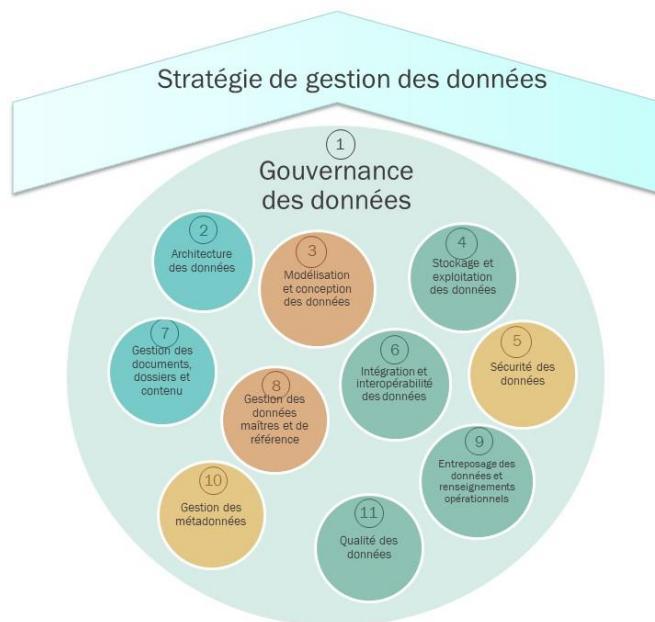 Stratégie de gestion des données
1
Gouvernance
des données
2
Architecture
des données
3
Modélisation
et conception
des données
4
Stockage et
exploitation
des données
5
Sécurité des
données
6
Intégration et
interopérabilité
des données
7
Gestion des
documents,
dossiers et
contenu
8
Gestion des
données
maîtres et de
référence
9
Entreposage des
données et
renseignements
opérationnels
10
Gestion des
métadonnées
11
Qualité des
données